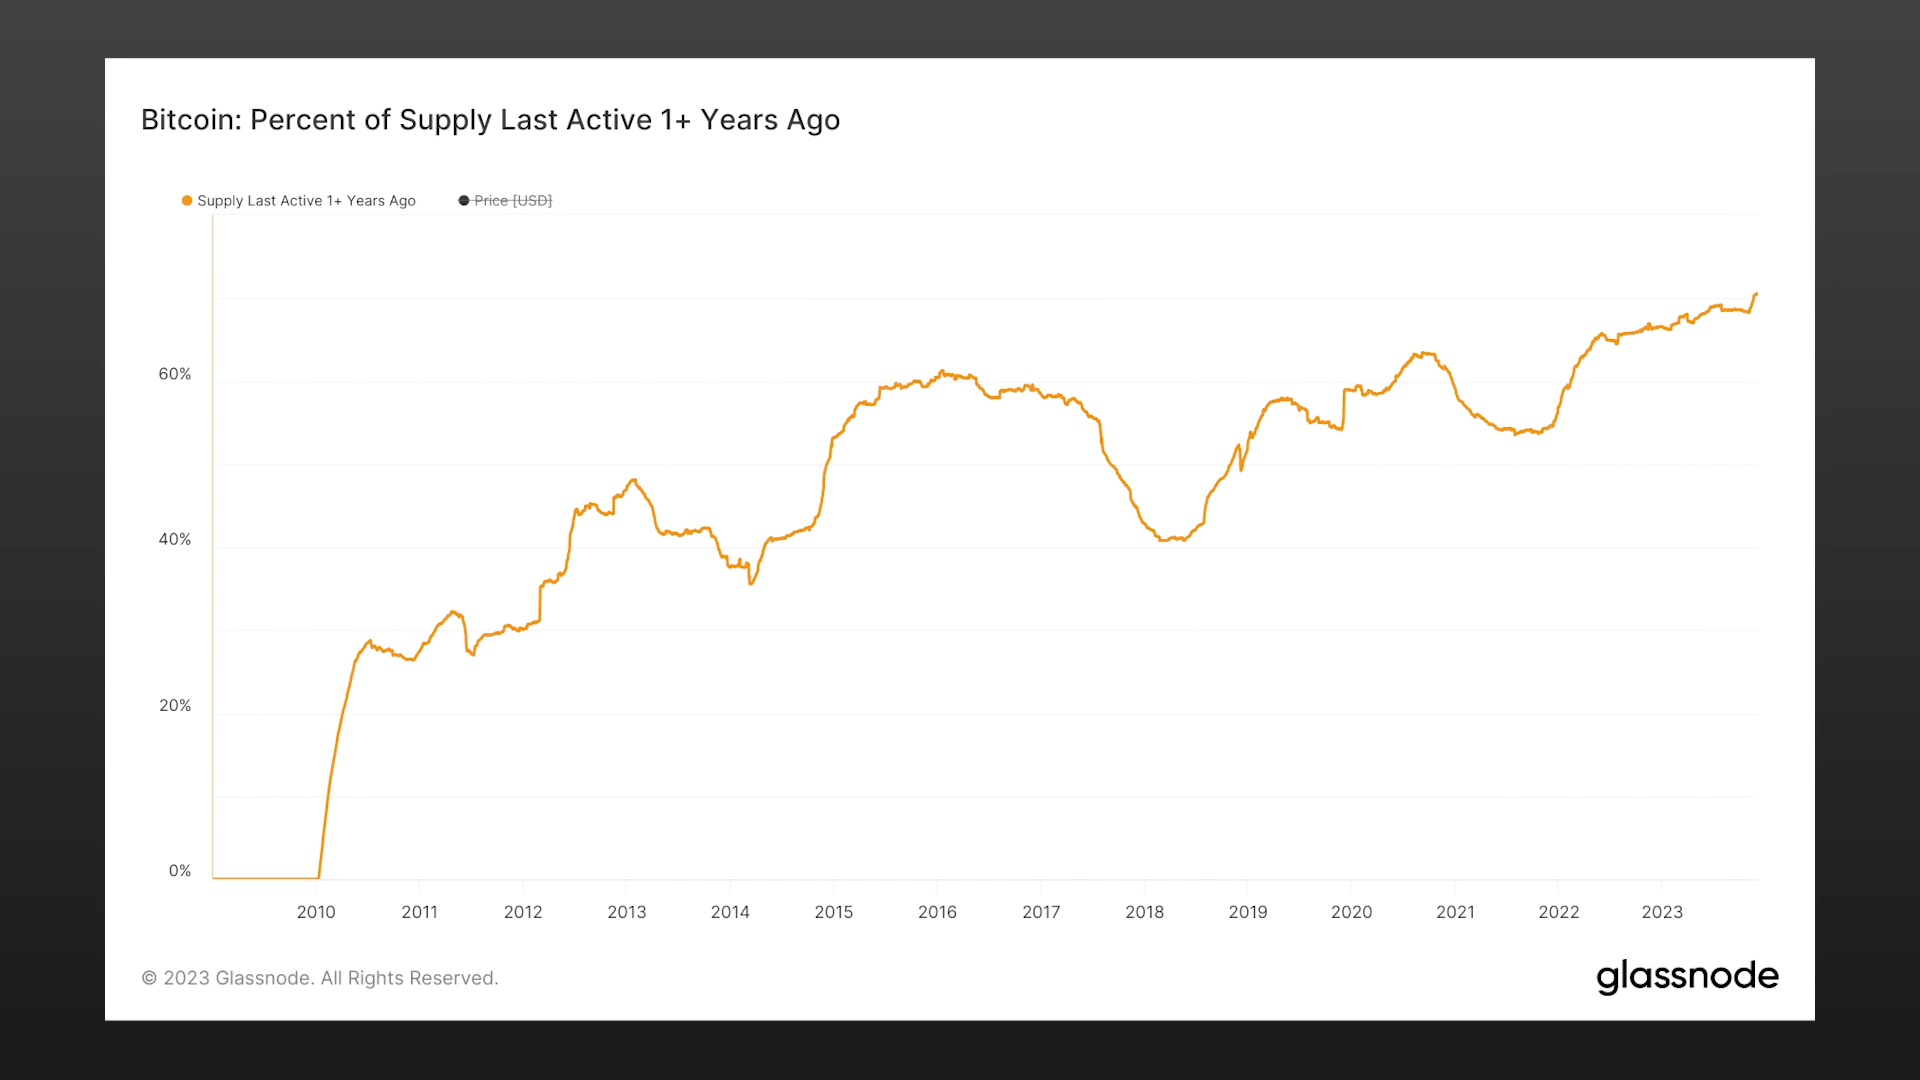 Bitcoin: Percent of Supply Last Active 1+ Years Ago
Supply Last Active 1+ Years Ago Price [USD]
60%
40%
20%
0%
2010 2011 2012 2013 2014 2015 2016 2017 2018 2019 2020 2021 2022 2023
© 2023 Glassnode. All Rights Reserved.
glassnode